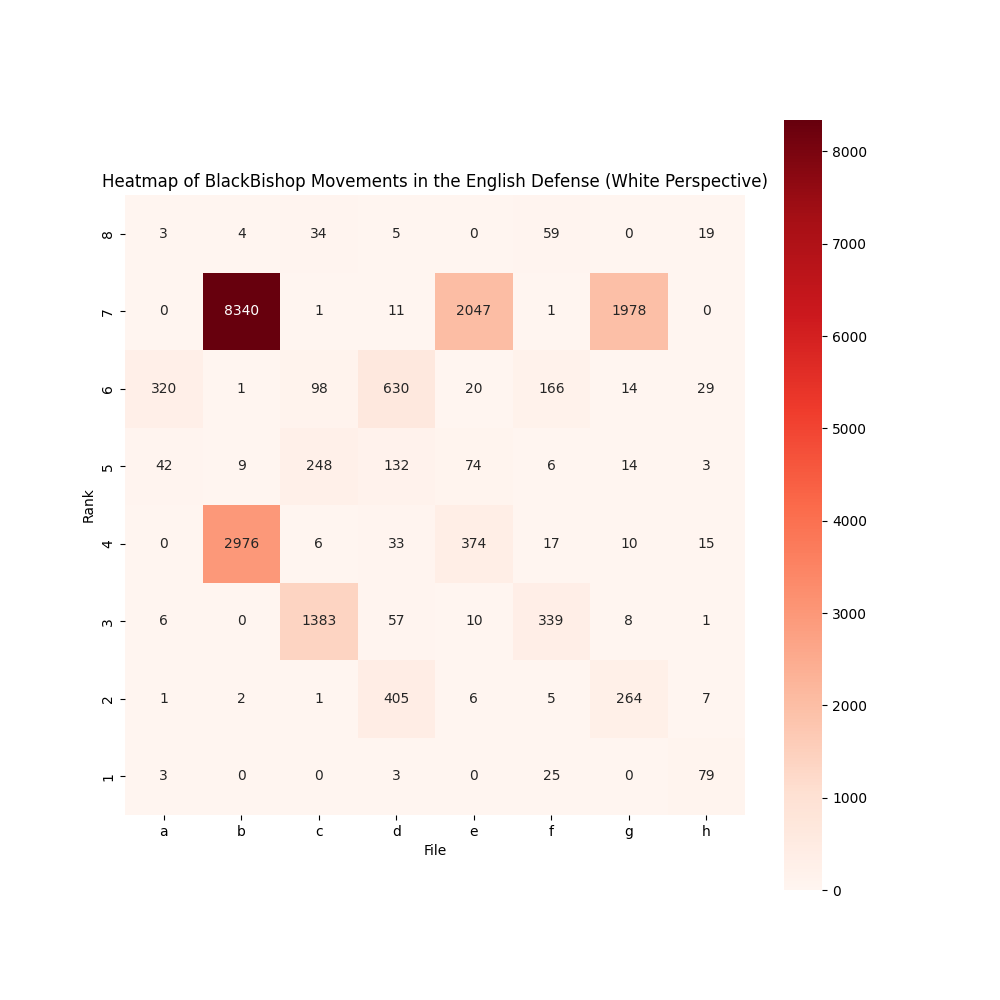 Heatmap of BlackBishop Movements in the English Defense (White Perspective)
8 3 4 34 5 0 59 0 19
7 0 8340 1 11 2047 1 1978 0
6 320 1 98 630 20 166 14 29
5 42 9 248 132 74 6 14 3
Rank
4 0 2976 6 33 374 17 10 15
3 6 0 1383 57 10 339 8 1
2 1 2 1 405 6 5 264 7
1 3 0 0 3 0 25 0 79
a b c d e f g h
File
8000
7000
6000
5000
4000
3000
2000
1000
0